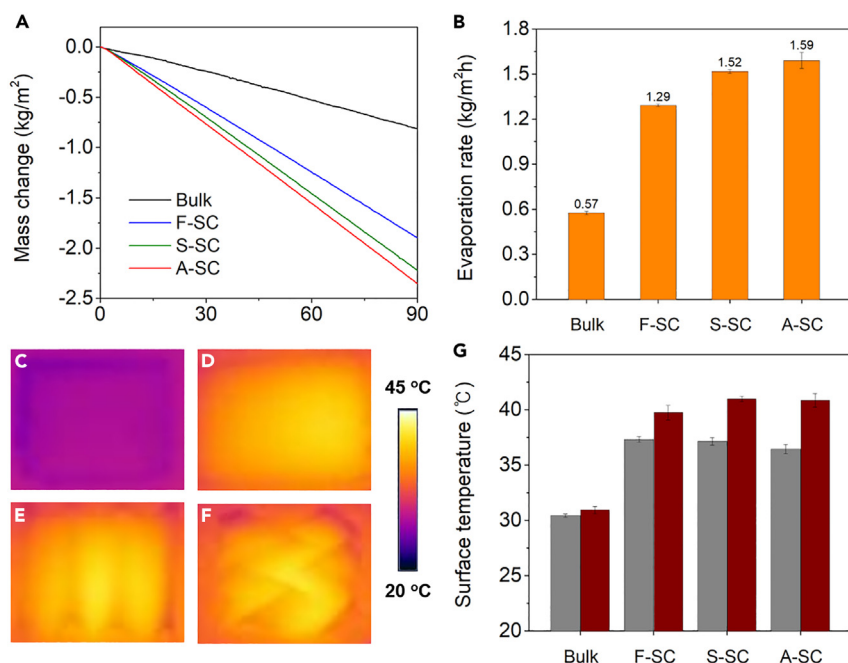 A
Mass change (kg/m²)
0.0
-0.5
-1.0
-1.5
-2.0
-2.5
Bulk
F-SC
S-SC
A-SC
0 30 60 90
B
Evaporation rate (kg/m²h)
1.8
1.5
1.2
0.9
0.6
0.3
0.0
0.57
1.29
1.52
1.59
Bulk F-SC S-SC A-SC
C
D
E
F
45 °C
20 °C
G
Surface temperature (℃)
45
40
35
30
25
20
Bulk F-SC S-SC A-SC